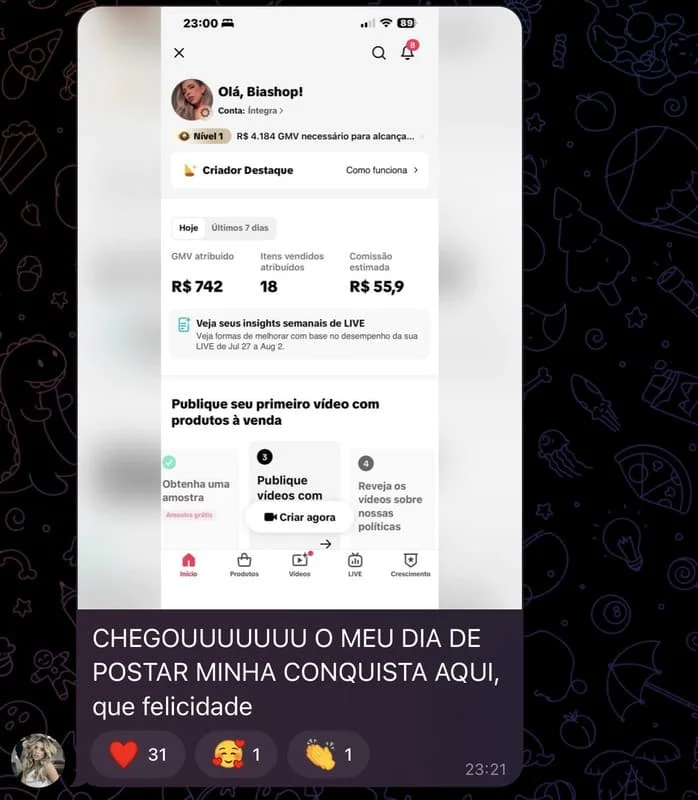 23:00
89
8
Olá, Biashop!
Conta: Íntegra >
Nível 1 R$ 4.184 GMV necessário para alcança... >
Criador Destaque Como funciona >
Hoje Últimos 7 dias
GMV atribuído Itens vendidos atribuídos Comissão estimada
R$ 742 18 R$ 55,9
Veja seus insights semanais de LIVE
Veja formas de melhorar com base no desempenho da sua
LIVE de Jul 27 a Aug 2.
Publique seu primeiro vídeo com
produtos à venda
Obtenha uma
amostra
Amostra grátis
3
Publique
vídeos com
4
Reveja os
vídeos sobre
nossas
políticas
Criar agora
Início Produtos Vídeos LIVE Crescimento
CHEGOUUUUUUU O MEU DIA DE
POSTAR MINHA CONQUISTA AQUI,
que felicidade
31 1 1
23:21